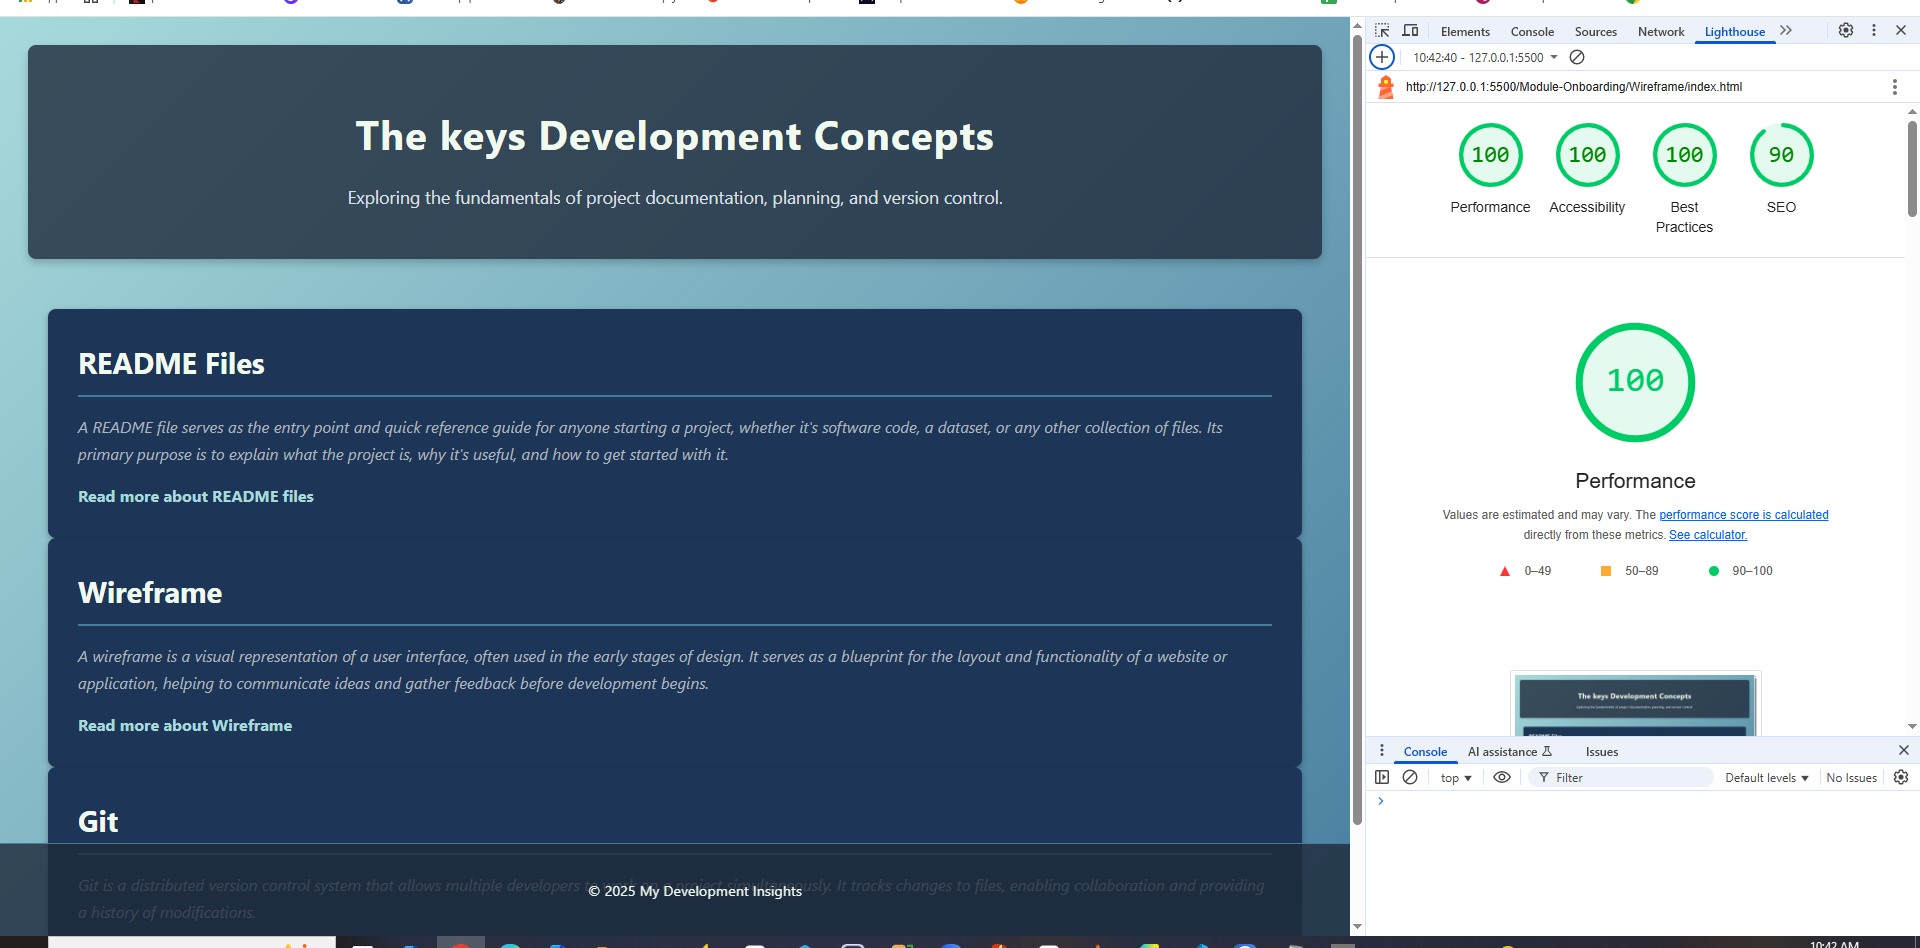 The keys Development Concepts
Exploring the fundamentals of project documentation, planning, and version control.
README Files
A README file serves as the entry point and quick reference guide for anyone starting a project, whether it's software code, a dataset, or any other collection of files. Its
primary purpose is to explain what the project is, why it's useful, and how to get started with it.
Read more about README files
Wireframe
A wireframe is a visual representation of a user interface, often used in the early stages of design. It serves as a blueprint for the layout and functionality of a website or
application, helping to communicate ideas and gather feedback before development begins.
Read more about Wireframe
Git
Git is a distributed version control system that allows multiple developers to work on a project simultaneously. It tracks changes to files, enabling collaboration and providing
a history of modifications.
© 2025 My Development Insights
Elements Console Sources Network Lighthouse
10:42:40 - 127.0.0.1:5500
http://127.0.0.1:5500/Module-Onboarding/Wireframe/index.html
100 100 100 90
Performance Accessibility Best Practices SEO
100
Performance
Values are estimated and may vary. The performance score is calculated
directly from these metrics. See calculator.
0–49 50–89 90–100
The keys Development Concepts
Console AI assistance Issues
top Filter Default levels No Issues
10:42 AM